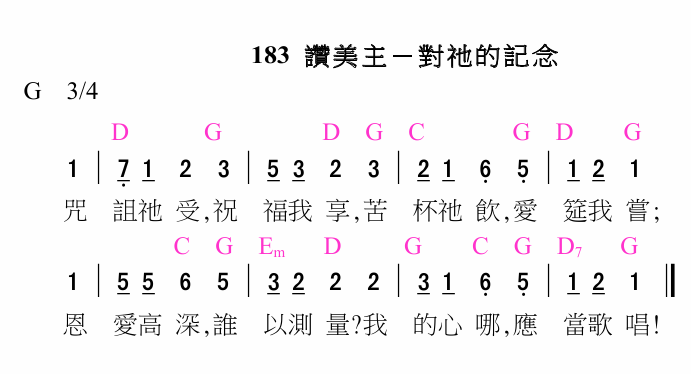 183 讚美主－對祂的記念
G 3/4
D G D G C G D G
1 | 7 1 2 3 | 5 3 2 3 | 2 1 6 5 | 1 2 1
咒 詛祂 受,祝 福我 享,苦 杯祂 飲,愛 筵我 嘗;
C G Em D G C G D7 G
1 | 5 5 6 5 | 3 2 2 2 | 3 1 6 5 | 1 2 1 ‖
恩 愛高 深,誰 以測 量?我 的心 哪,應 當歌 唱!